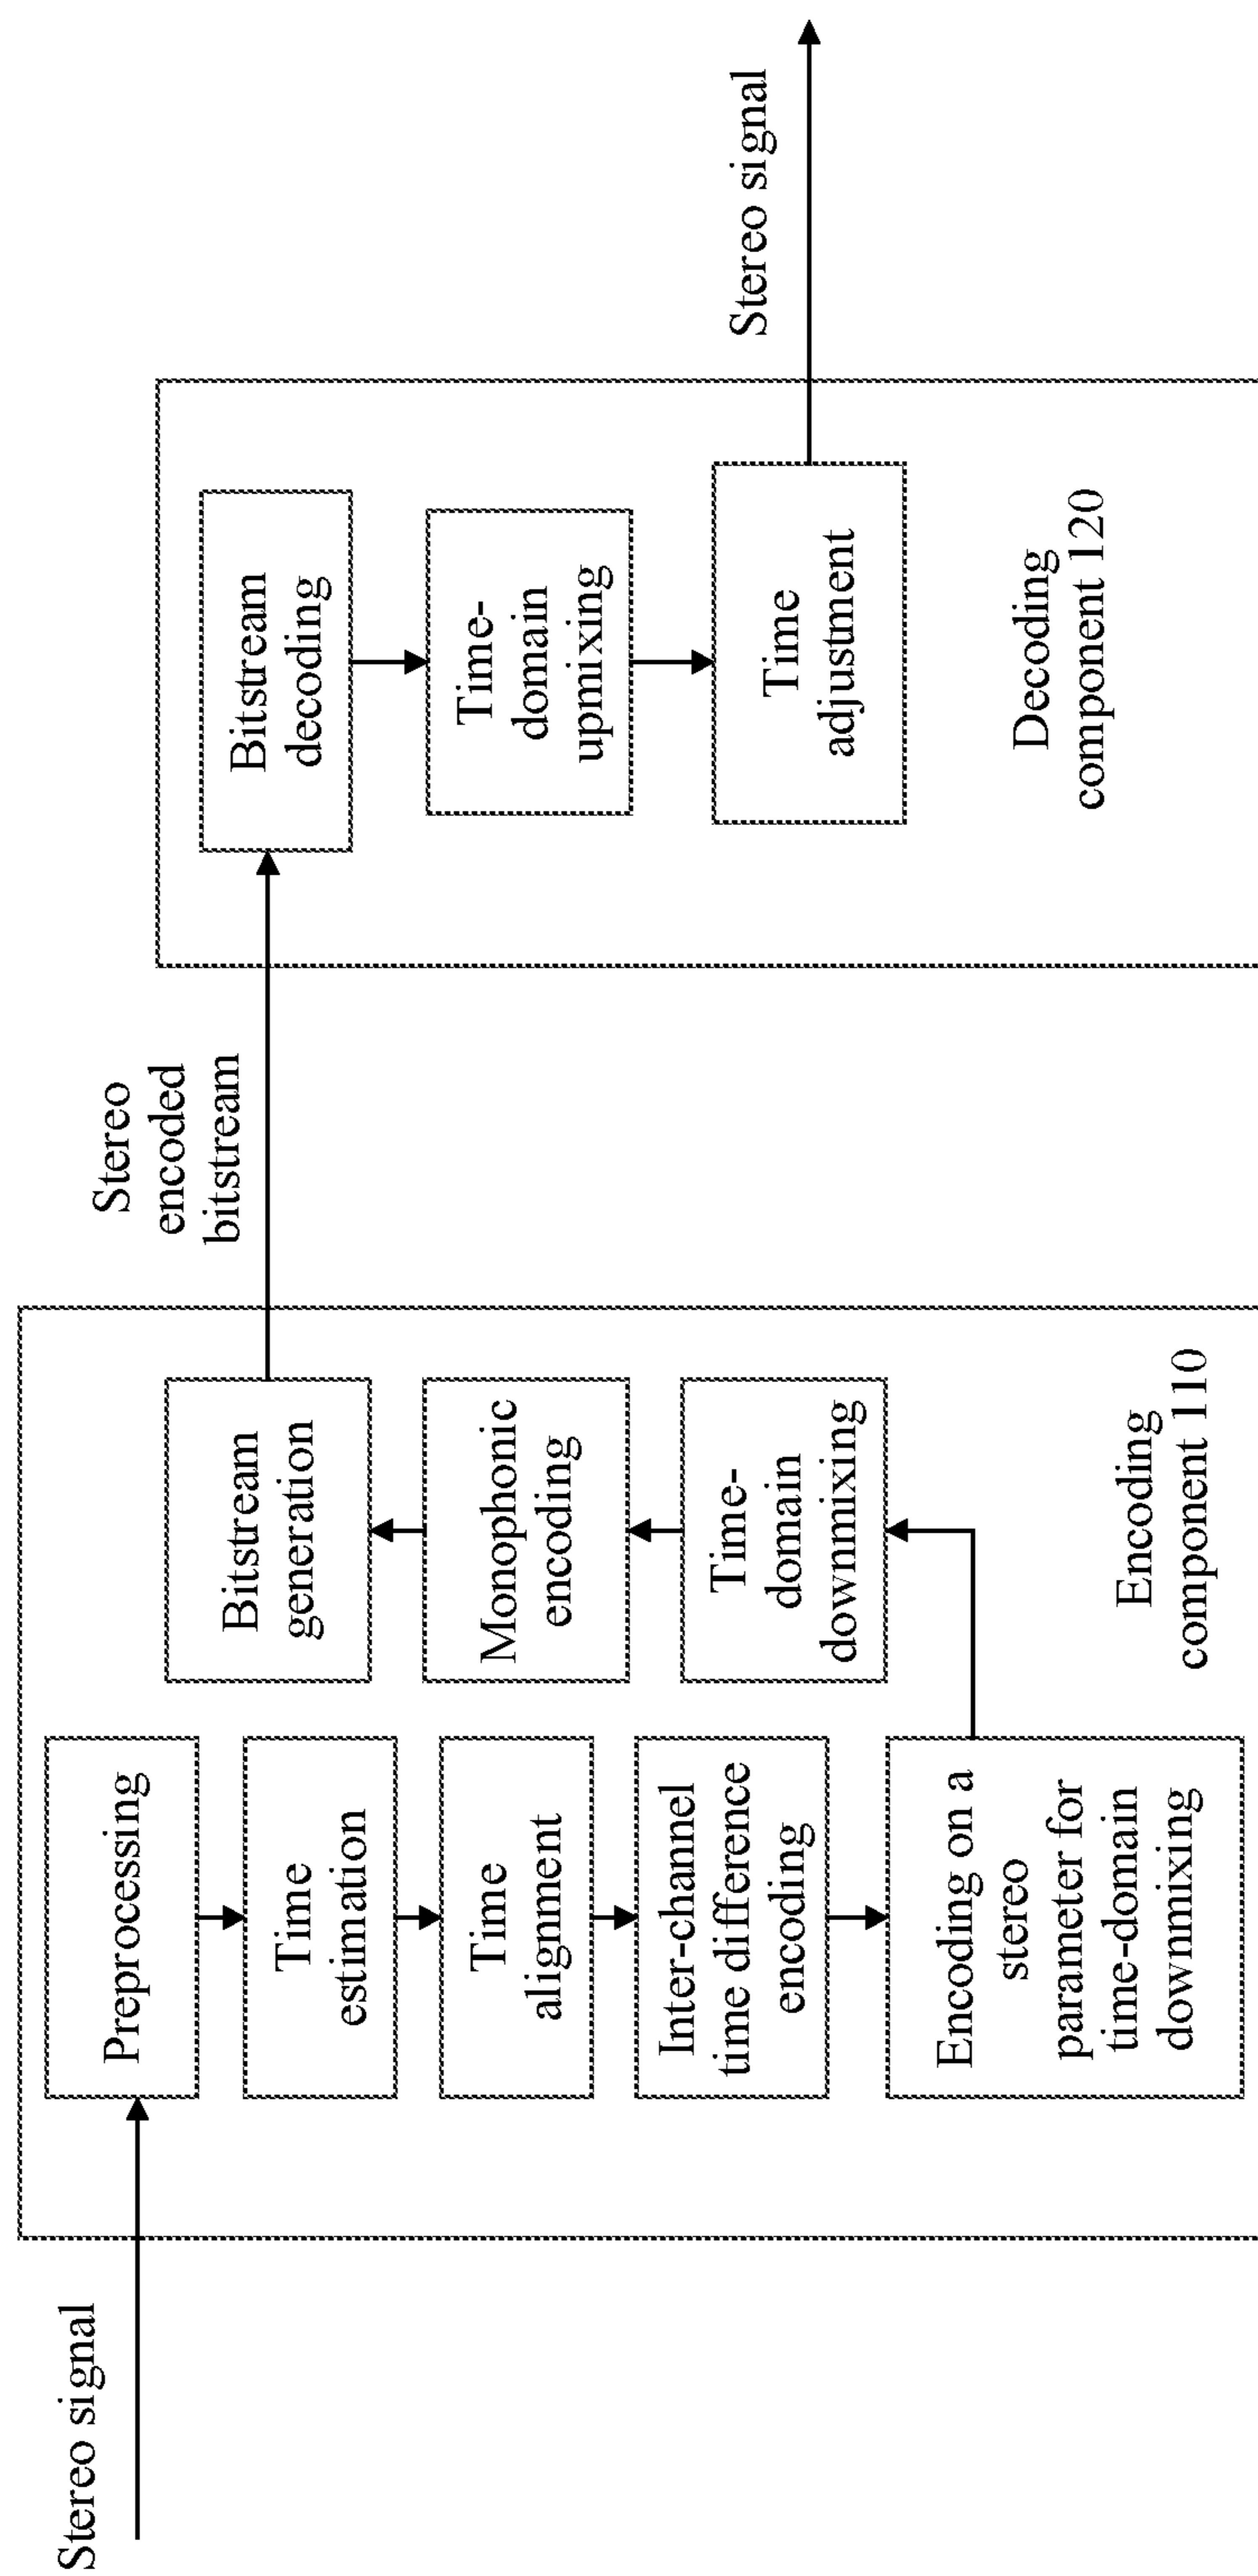 Stereo signal
Preprocessing
Time
estimation
Time
alignment
Inter-channel
time difference
encoding
Encoding on a
stereo
parameter for
time-domain
downmixing
Bitstream
generation
Monophonic
encoding
Time-
domain
downmixing
Encoding
component 110
Stereo
encoded
bitstream
Bitstream
decoding
Time-
domain
upmixing
Time
adjustment
Decoding
component 120
Stereo signal